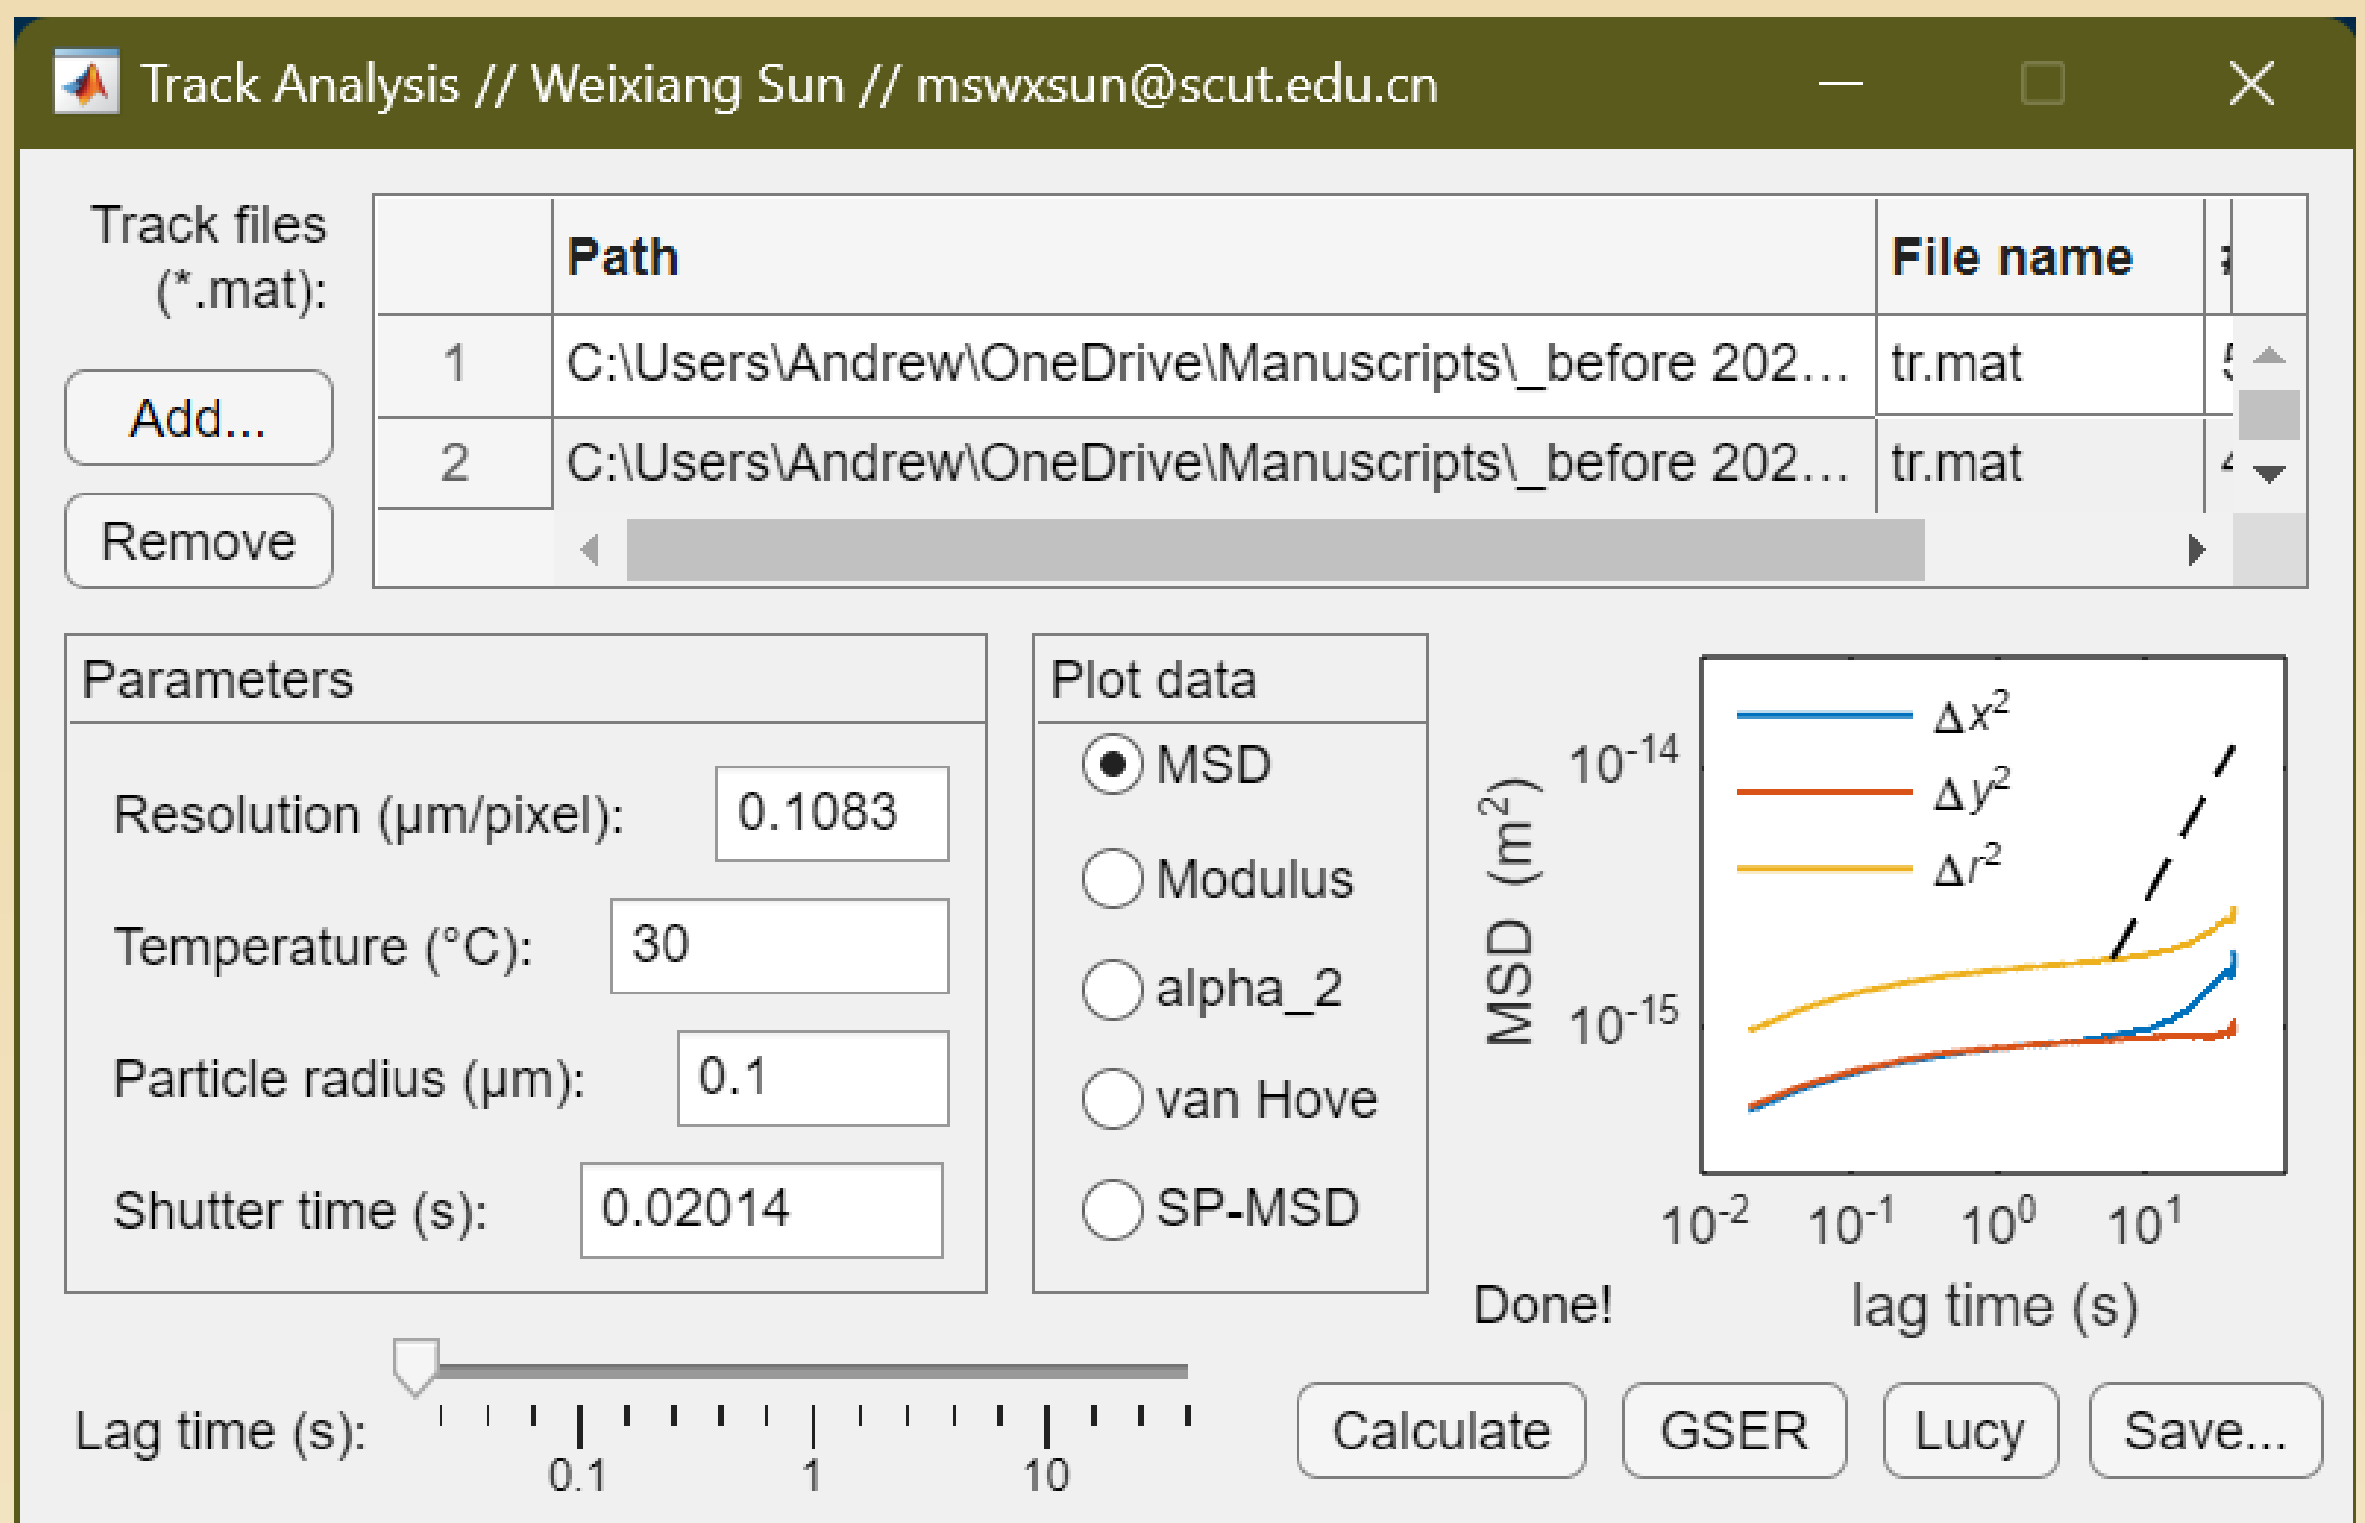 Track Analysis // Weixiang Sun // mswxsun@scut.edu.cn
Track files
(*.mat):
Add...
Remove
Path File name
1 C:\Users\Andrew\OneDrive\Manuscripts\_before 202... tr.mat
2 C:\Users\Andrew\OneDrive\Manuscripts\_before 202... tr.mat
Parameters
Resolution (μm/pixel): 0.1083
Temperature (°C): 30
Particle radius (μm): 0.1
Shutter time (s): 0.02014
Plot data
MSD
Modulus
alpha_2
van Hove
SP-MSD
Δx²
Δy²
Δr²
MSD (m²)
10⁻¹⁴
10⁻¹⁵
10⁻² 10⁻¹ 10⁰ 10¹
lag time (s)
Done!
Lag time (s):
0.1 1 10
Calculate GSER Lucy Save...